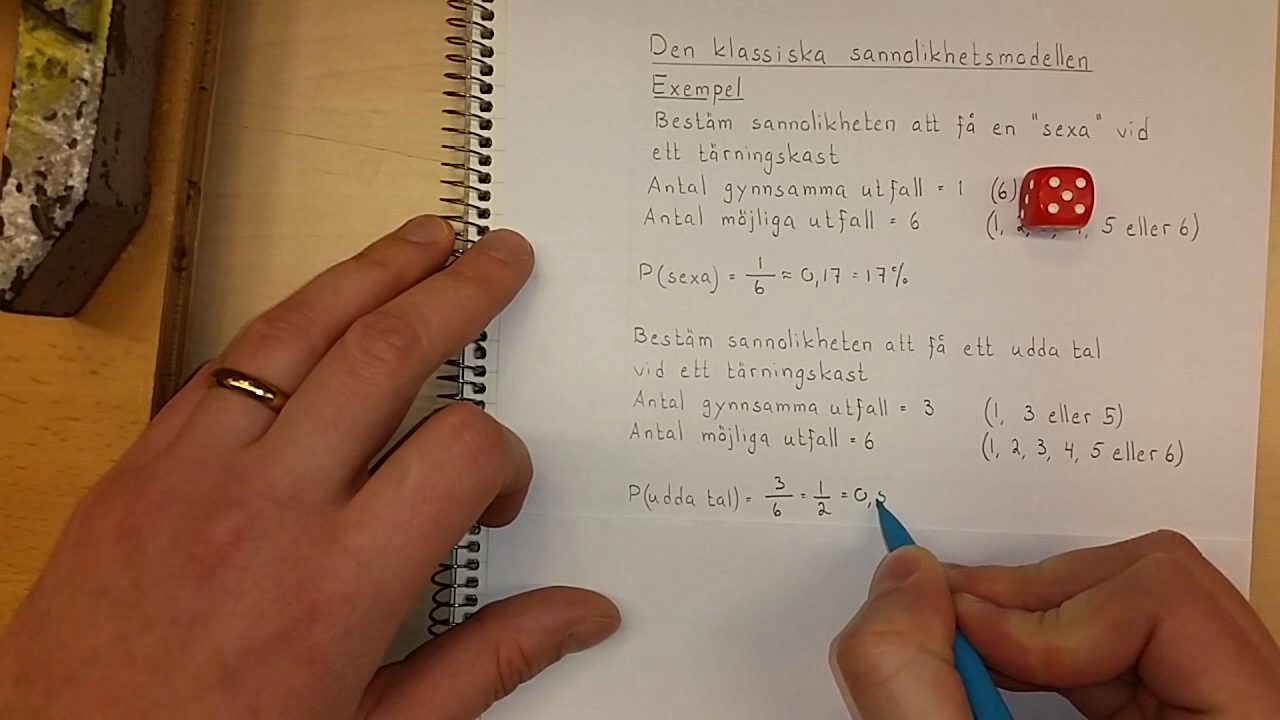 Den klassiska sannolikhetsmodellen
Exempel
Bestäm sannolikheten att få en "sexa" vid
ett tärningskast
Antal gynnsamma utfall = 1 (6)
Antal möjliga utfall = 6 (1, 2, 5 eller 6)
P(sexa) = 1/6 ≈ 0,17 = 17%
Bestäm sannolikheten att få ett udda tal
vid ett tärningskast
Antal gynnsamma utfall = 3 (1, 3 eller 5)
Antal möjliga utfall = 6 (1, 2, 3, 4, 5 eller 6)
P(udda tal) = 3/6 = 1/2 = 0,5